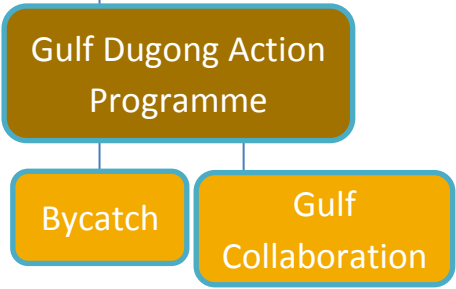 Gulf Dugong Action
Programme
Bycatch
Gulf
Collaboration